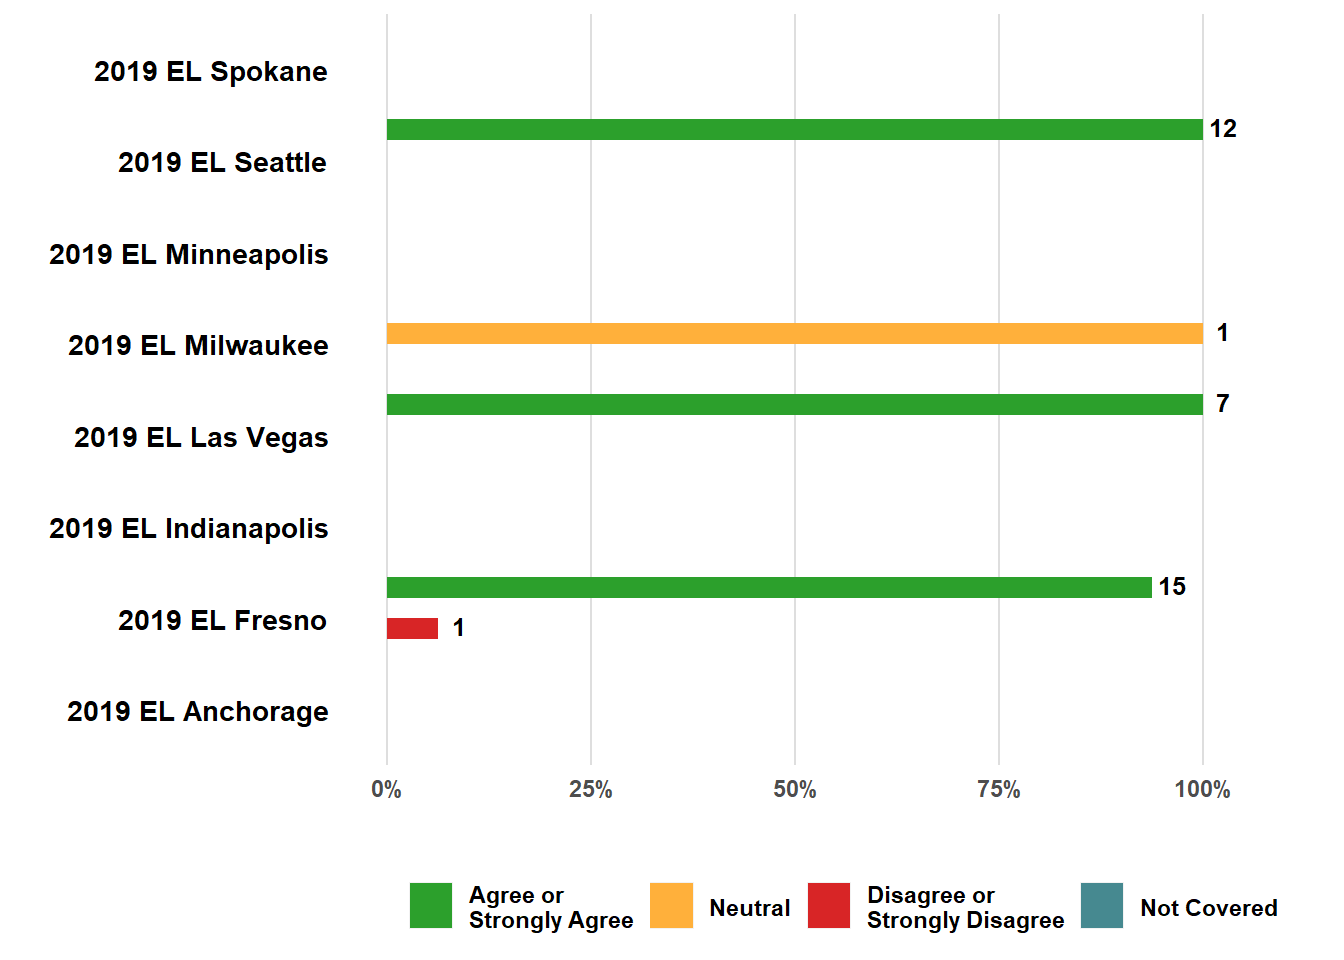 2019 EL Spokane
12
2019 EL Seattle
2019 EL Minneapolis
1
2019 EL Milwaukee
7
2019 EL Las Vegas
2019 EL Indianapolis
15
2019 EL Fresno
1
2019 EL Anchorage
0% 25% 50% 75% 100%
Agree or
Strongly Agree
Neutral
Disagree or
Strongly Disagree
Not Covered